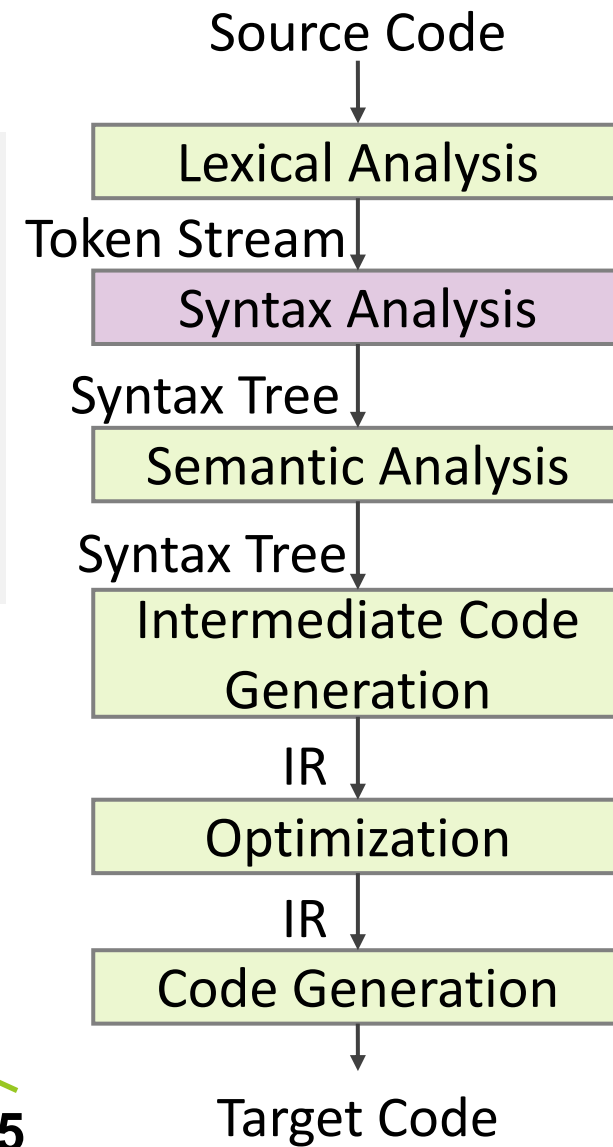 Source Code
Lexical Analysis
Token Stream
Syntax Analysis
Syntax Tree
Semantic Analysis
Syntax Tree
Intermediate Code
Generation
IR
Optimization
IR
Code Generation
Target Code
5